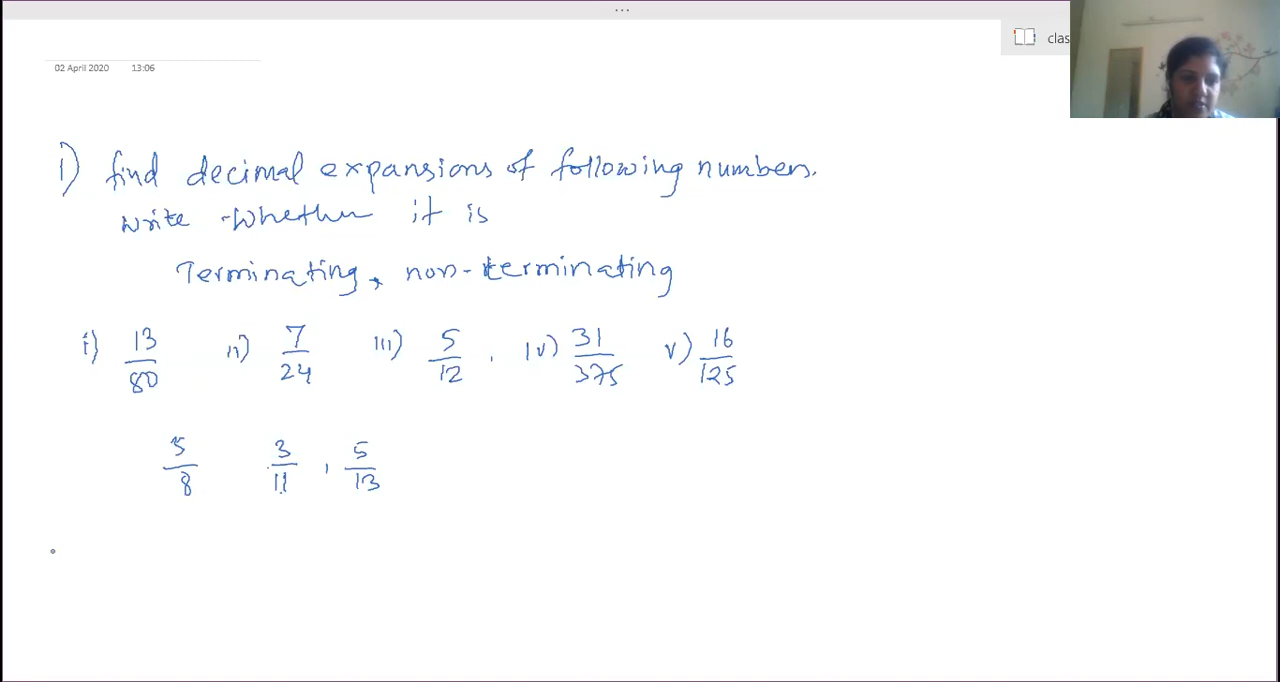 clas
02 April 2020 13:06
1) find decimal expansions of following numbers.
Write whether it is
Terminating, non-terminating
i) 13/80 ii) 7/24 iii) 5/12, iv) 31/375 v) 16/125
5/8 3/11, 5/13